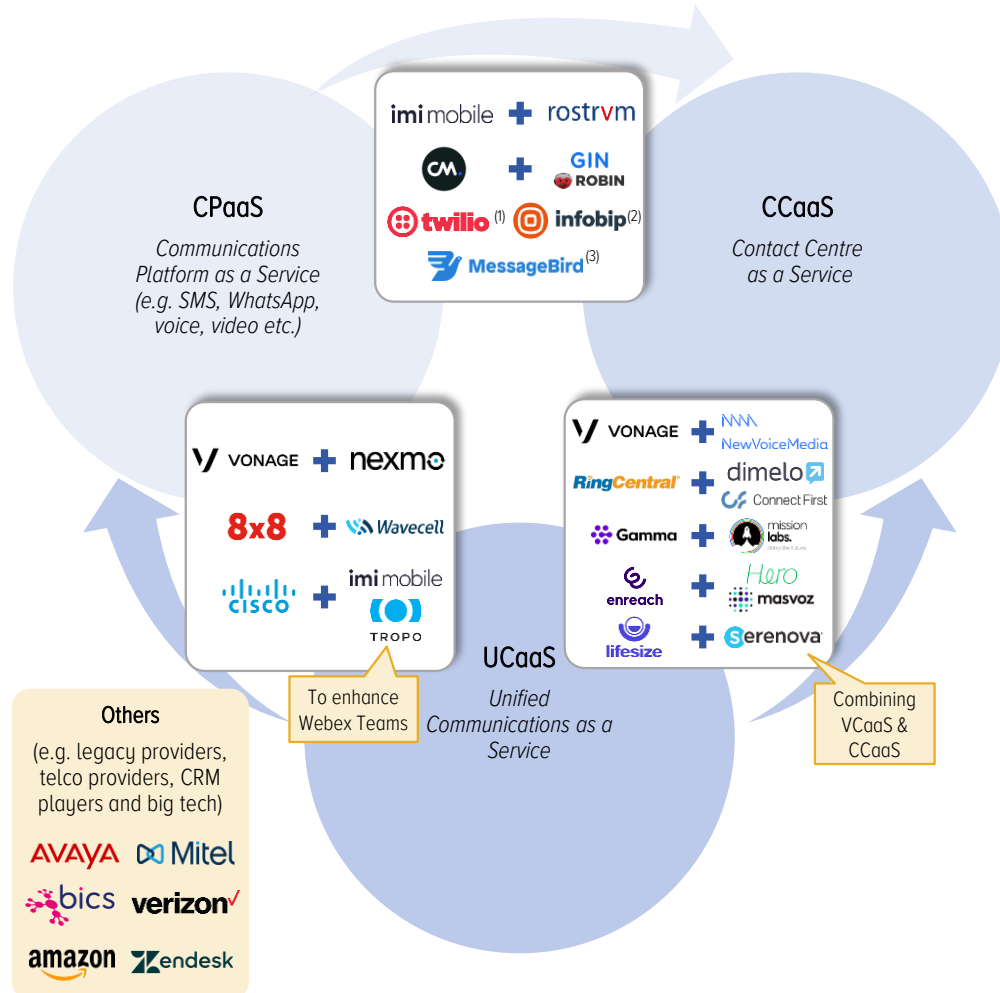 imimobile + rostrvm
CM. + GIN
ROBIN
twilio (1) infobip (2)
MessageBird (3)
CPaaS
Communications
Platform as a Service
(e.g. SMS, WhatsApp,
voice, video etc.)
CCaaS
Contact Centre
as a Service
VONAGE + nexmo
8x8 + Wavecell
CISCO + imimobile
TROPO
VONAGE + NewVoiceMedia
RingCentral + dimelo
Connect First
Gamma + mission
labs.
enreach + Hero
masvoz
lifesize + serenova
UCaaS
Unified
Communications as a
Service
To enhance
Webex Teams
Combining
VCaaS &
CCaaS
Others
(e.g. legacy providers,
telco providers, CRM
players and big tech)
AVAYA Mitel
bics verizon
amazon Zendesk